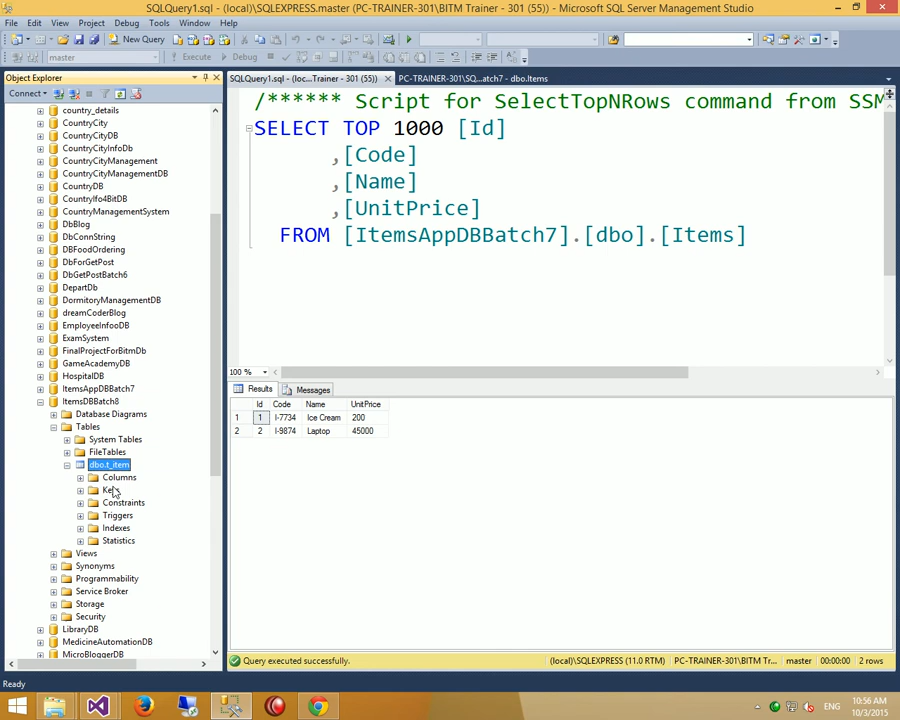 SQLQuery1.sql - (local)\SQLEXPRESS.master (PC-TRAINER-301\BITM Trainer - 301 (55)) - Microsoft SQL Server Management Studio
File Edit View Project Debug Tools Window Help
New Query
master Execute Debug
Object Explorer
SQLQuery1.sql - (loc...Trainer - 301 (55)) PC-TRAINER-301\SQ...atch7 - dbo.Items
Connect
country_details
CountryCity
CountryCityDB
CountryCityInfoDb
CountryCityManagement
CountryCityManagementDB
CountryDB
CountryIfo4BitDB
CountryManagementSystem
DbBlog
DbConnString
DBFoodOrdering
DbForGetPost
DbGetPostBatch6
DepartDb
DormitoryManagementDB
dreamCoderBlog
EmployeeInfooDB
ExamSystem
FinalProjectForBitmDb
GameAcademyDB
HospitalDB
ItemsAppDBBatch7
ItemsDBBatch8
Database Diagrams
Tables
System Tables
FileTables
dbo.t_item
Columns
Constraints
Triggers
Indexes
Statistics
Views
Synonyms
Programmability
Service Broker
Storage
Security
LibraryDB
MedicineAutomationDB
MicroBloggerDB
/****** Script for SelectTopNRows command from SSM
SELECT TOP 1000 [Id]
,[Code]
,[Name]
,[UnitPrice]
FROM [ItemsAppDBBatch7].[dbo].[Items]
100 %
Results Messages
Id Code Name UnitPrice
1 1 I-7734 Ice Cream 200
2 2 I-9874 Laptop 45000
Query executed successfully. (local)\SQLEXPRESS (11.0 RTM) PC-TRAINER-301\BITM Tr... master 00:00:00 2 rows
Ready
ENG 10:56 AM
10/3/2015